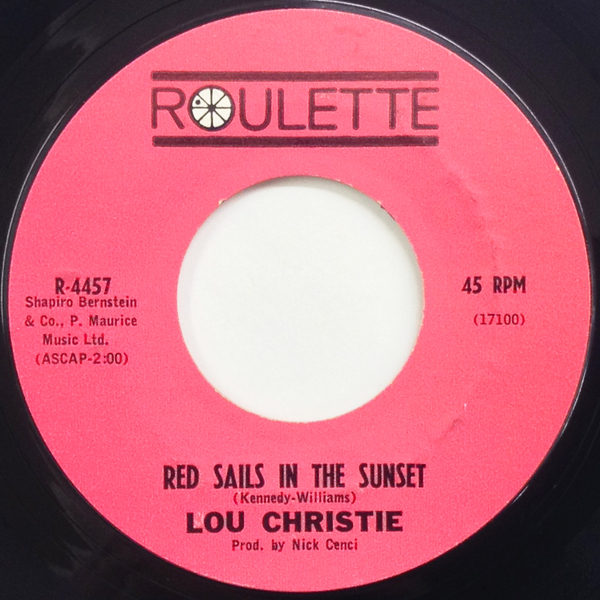 ROULETTE
R-4457
Shapiro Bernstein
& Co., P. Maurice
Music Ltd.
(ASCAP-2:00)
45 RPM
(17100)
RED SAILS IN THE SUNSET
(Kennedy-Williams)
LOU CHRISTIE
Prod. by Nick Cenci